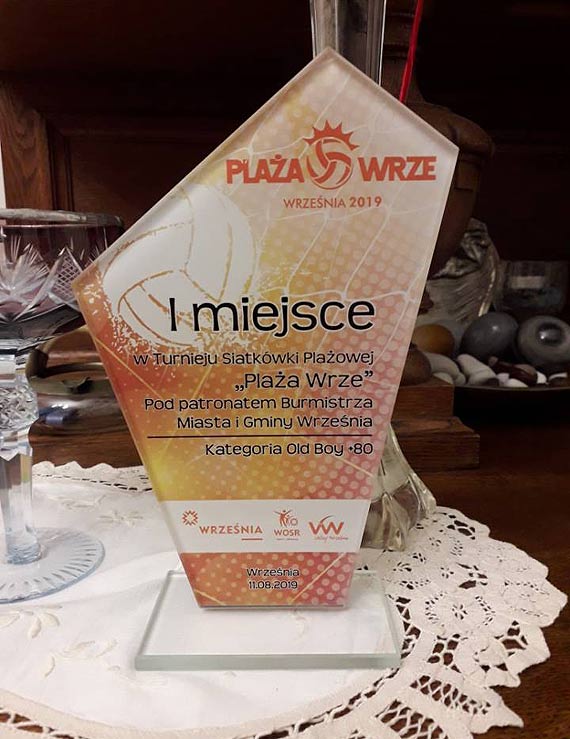 PLAŻA WRZE
WRZEŚNIA 2019
I miejsce
w Turnieju Siatkówki Plażowej
„Plaża Wrze”
Pod patronatem Burmistrza
Miasta i Gminy Września
Kategoria Old Boy +80
WRZEŚNIA WOSR VW
Września
11.08.2019